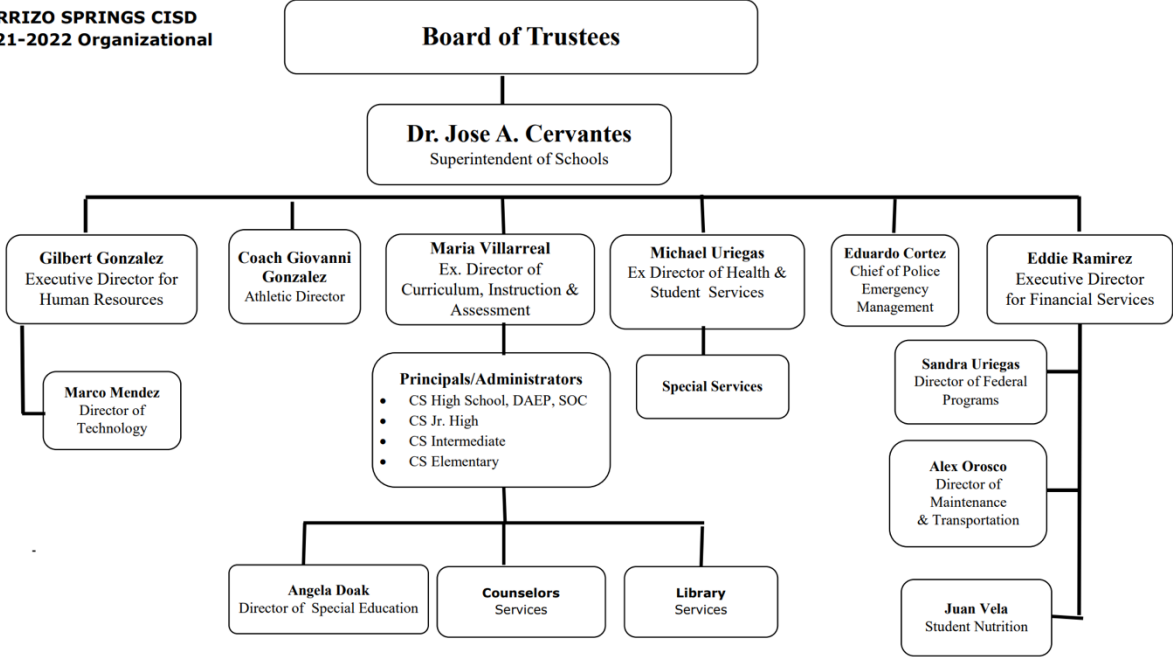 RRIZO SPRINGS CISD
21-2022 Organizational
Board of Trustees
Dr. Jose A. Cervantes
Superintendent of Schools
Gilbert Gonzalez
Executive Director for
Human Resources
Coach Giovanni
Gonzalez
Athletic Director
Maria Villarreal
Ex. Director of
Curriculum, Instruction &
Assessment
Michael Uriegas
Ex Director of Health &
Student Services
Eduardo Cortez
Chief of Police
Emergency
Management
Eddie Ramirez
Executive Director
for Financial Services
Marco Mendez
Director of
Technology
Principals/Administrators
• CS High School, DAEP, SOC
• CS Jr. High
• CS Intermediate
• CS Elementary
Special Services
Sandra Uriegas
Director of Federal
Programs
Alex Orosco
Director of
Maintenance
& Transportation
Angela Doak
Director of Special Education
Counselors
Services
Library
Services
Juan Vela
Student Nutrition